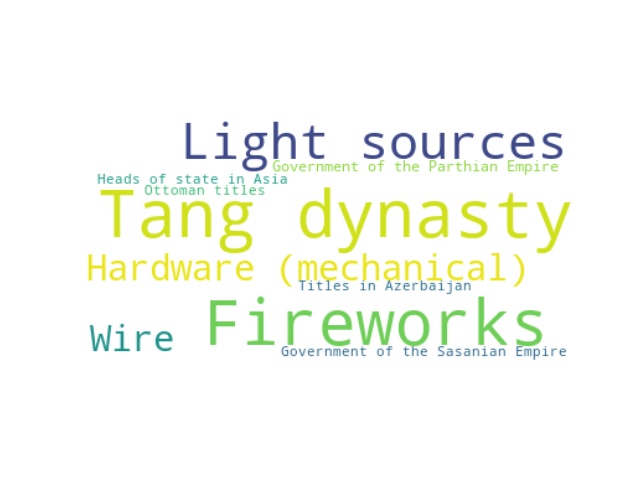 Light sources
Government of the Parthian Empire
Heads of state in Asia
Ottoman titles
Tang dynasty
Hardware (mechanical)
Titles in Azerbaijan
Fireworks
Wire
Government of the Sasanian Empire